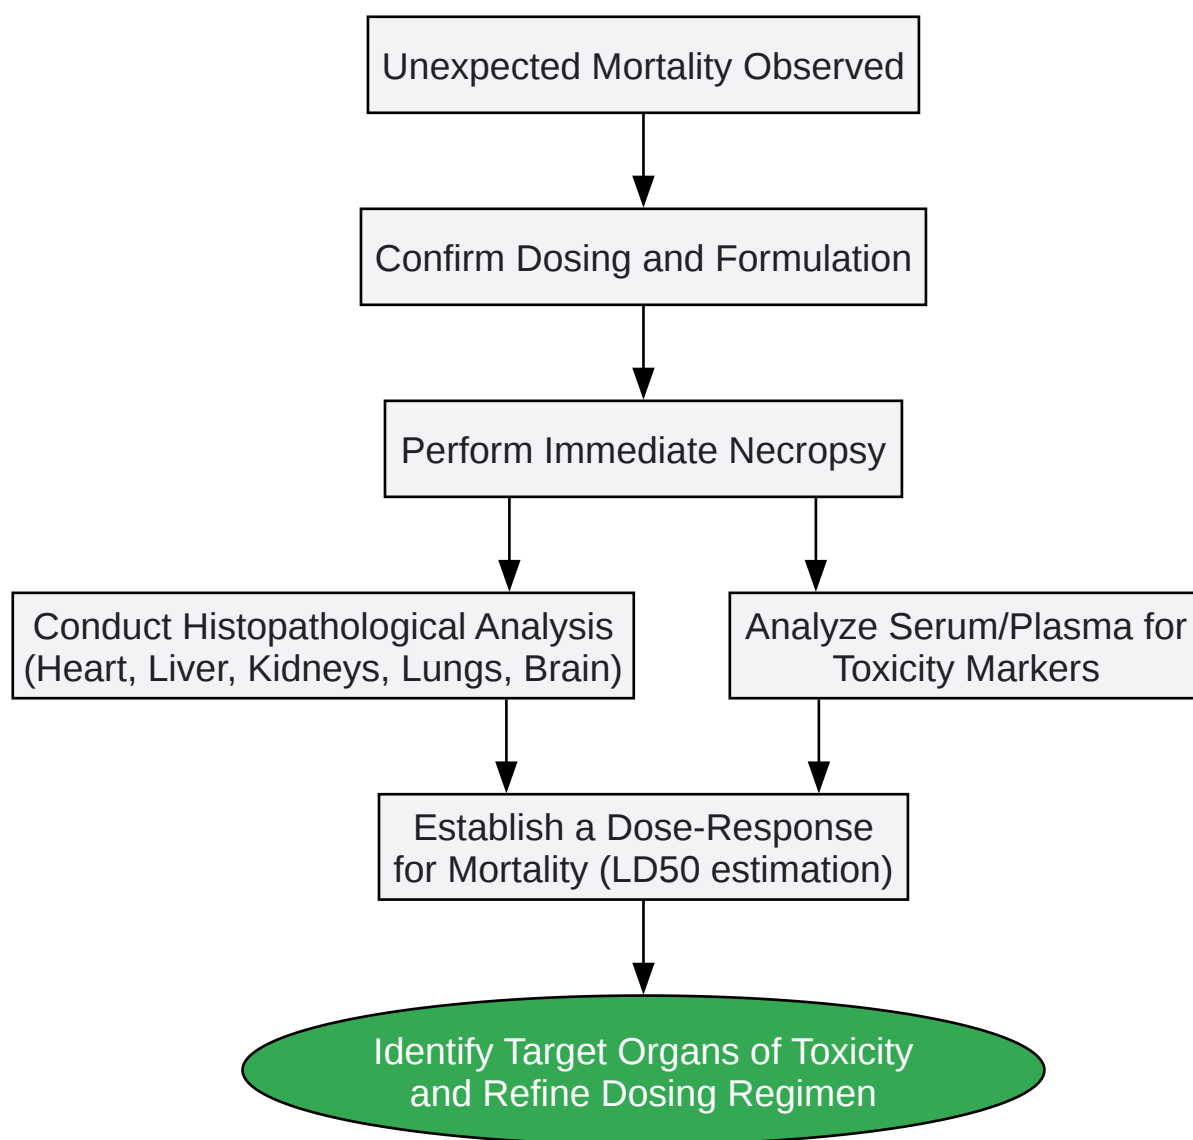 Unexpected Mortality Observed
Confirm Dosing and Formulation
Perform Immediate Necropsy
Conduct Histopathological Analysis
(Heart, Liver, Kidneys, Lungs, Brain)
Analyze Serum/Plasma for
Toxicity Markers
Establish a Dose-Response
for Mortality (LD50 estimation)
Identify Target Organs of Toxicity
and Refine Dosing Regimen